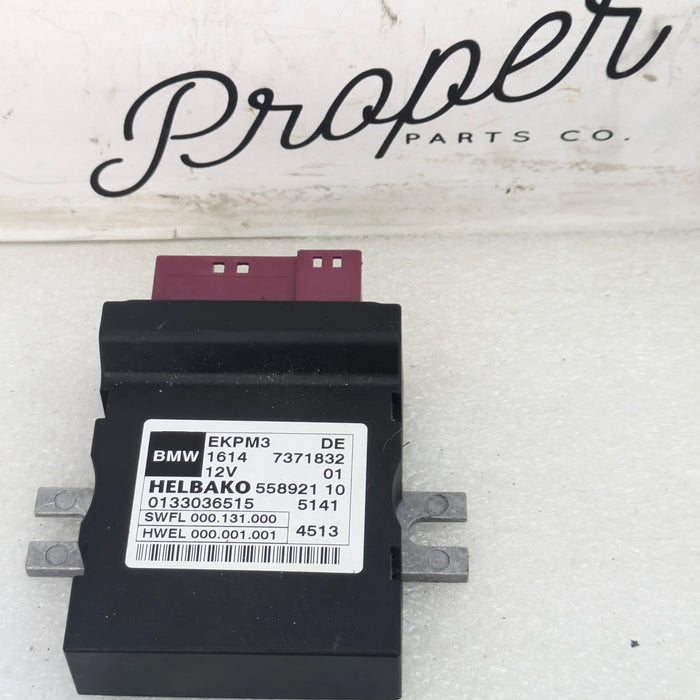 Proper
PARTS CO.
BMW
EKPM3 DE
1614 7371832
12V 01
HELBAKO 558921 10
0133036515 5141
SWFL 000.131.000
HWEL 000.001.001 4513